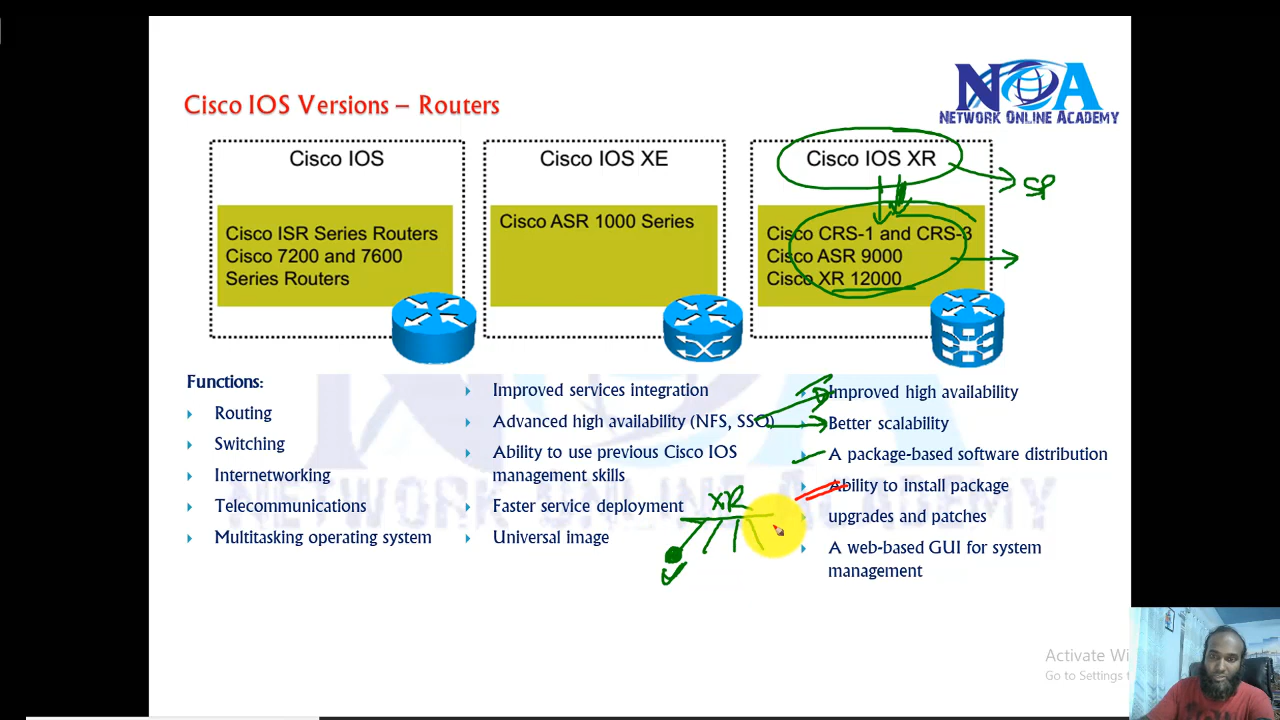 NOA
NETWORK ONLINE ACADEMY
Cisco IOS Versions – Routers
Cisco IOS
Cisco ISR Series Routers
Cisco 7200 and 7600
Series Routers
Cisco IOS XE
Cisco ASR 1000 Series
Cisco IOS XR
SP
Cisco CRS-1 and CRS-3
Cisco ASR 9000
Cisco XR 12000
Functions:
Routing
Switching
Internetworking
Telecommunications
Multitasking operating system
Improved services integration
Advanced high availability (NFS, SSO)
Ability to use previous Cisco IOS
management skills
Faster service deployment
Universal image
XR
Improved high availability
Better scalability
A package-based software distribution
Ability to install package
upgrades and patches
A web-based GUI for system
management
Activate Wi
Go to Settings t